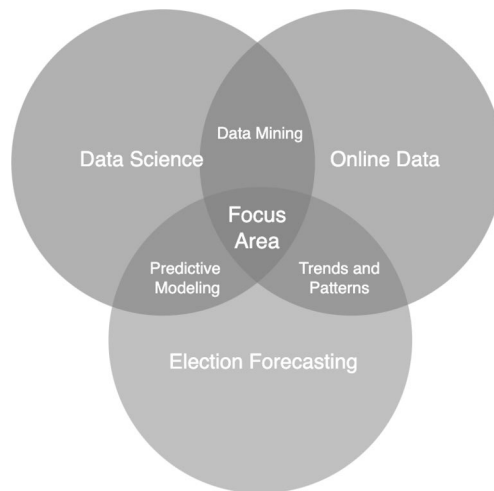 Data Mining
Data Science
Online Data
Focus
Area
Predictive
Modeling
Trends and
Patterns
Election Forecasting